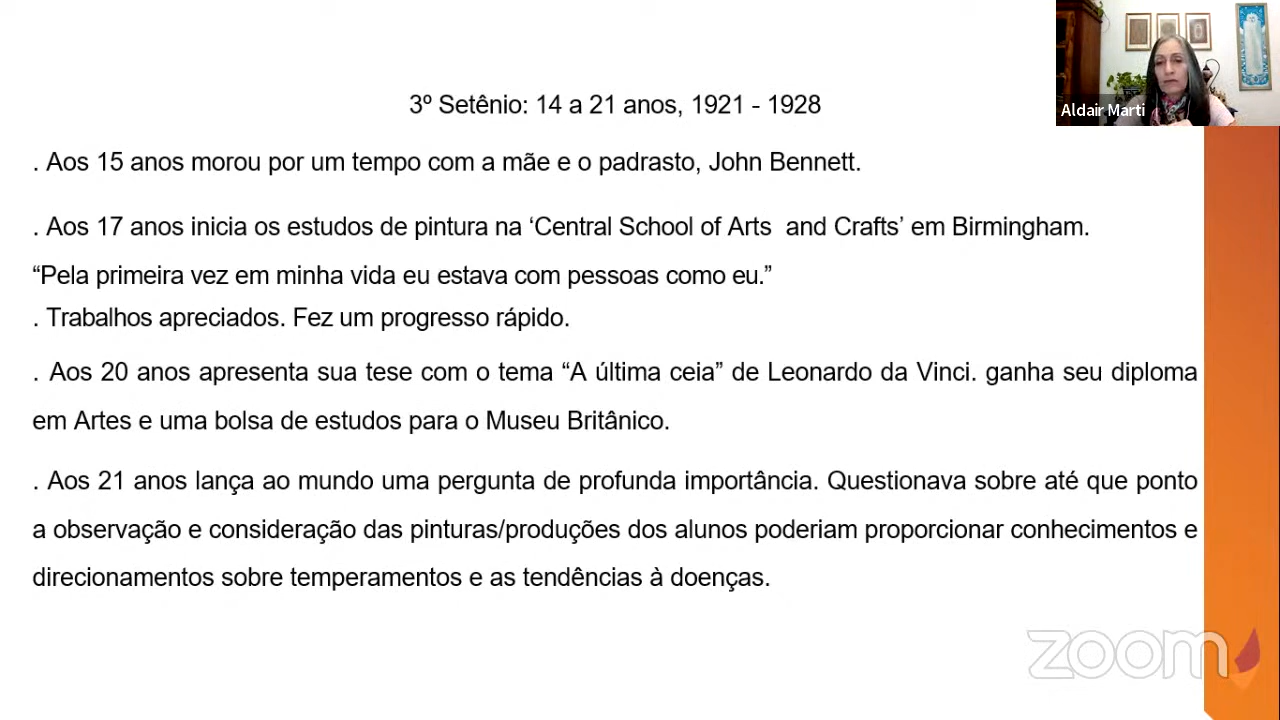 Aldair Marti
3º Setênio: 14 a 21 anos, 1921 - 1928
. Aos 15 anos morou por um tempo com a mãe e o padrasto, John Bennett.
. Aos 17 anos inicia os estudos de pintura na ‘Central School of Arts  and Crafts’ em Birmingham.
“Pela primeira vez em minha vida eu estava com pessoas como eu.”
. Trabalhos apreciados. Fez um progresso rápido.
. Aos 20 anos apresenta sua tese com o tema “A última ceia” de Leonardo da Vinci. ganha seu diploma
em Artes e uma bolsa de estudos para o Museu Britânico.
. Aos 21 anos lança ao mundo uma pergunta de profunda importância. Questionava sobre até que ponto
a observação e consideração das pinturas/produções dos alunos poderiam proporcionar conhecimentos e
direcionamentos sobre temperamentos e as tendências à doenças.
zoom